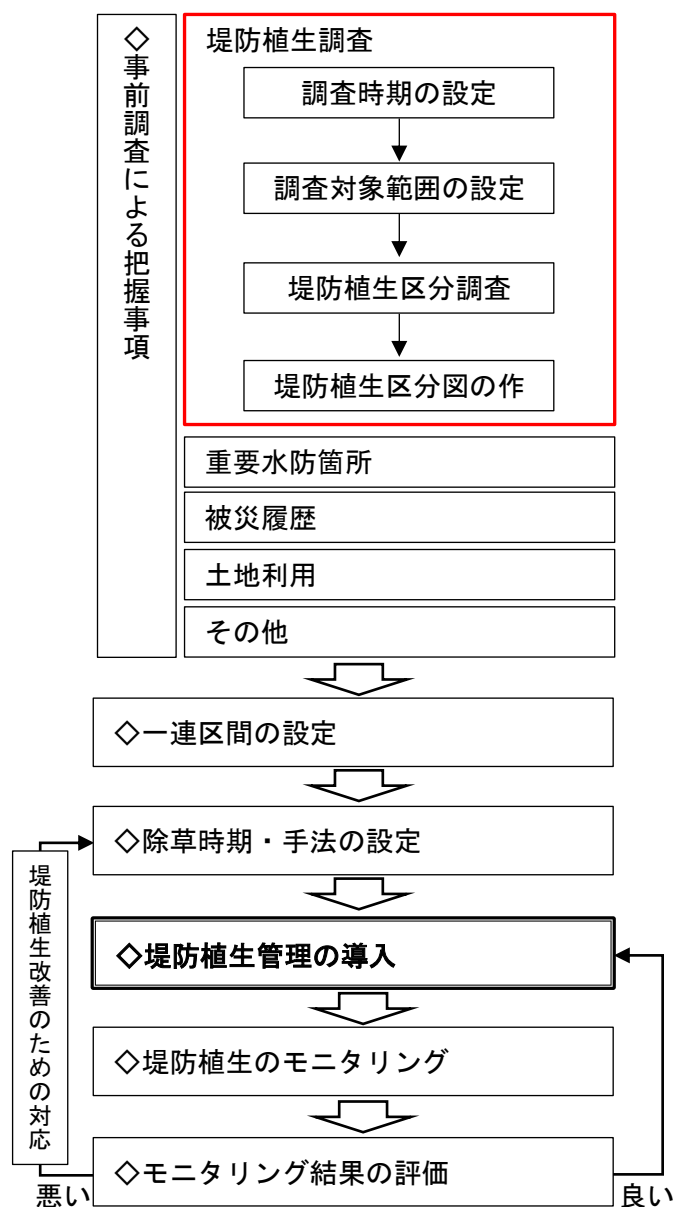 ◇事前調査による把握事項
堤防植生調査
調査時期の設定
調査対象範囲の設定
堤防植生区分調査
堤防植生区分図の作
重要水防箇所
被災履歴
土地利用
その他
◇一連区間の設定
◇除草時期・手法の設定
堤防植生改善のための対応
◇堤防植生管理の導入
◇堤防植生のモニタリング
◇モニタリング結果の評価
悪い
良い